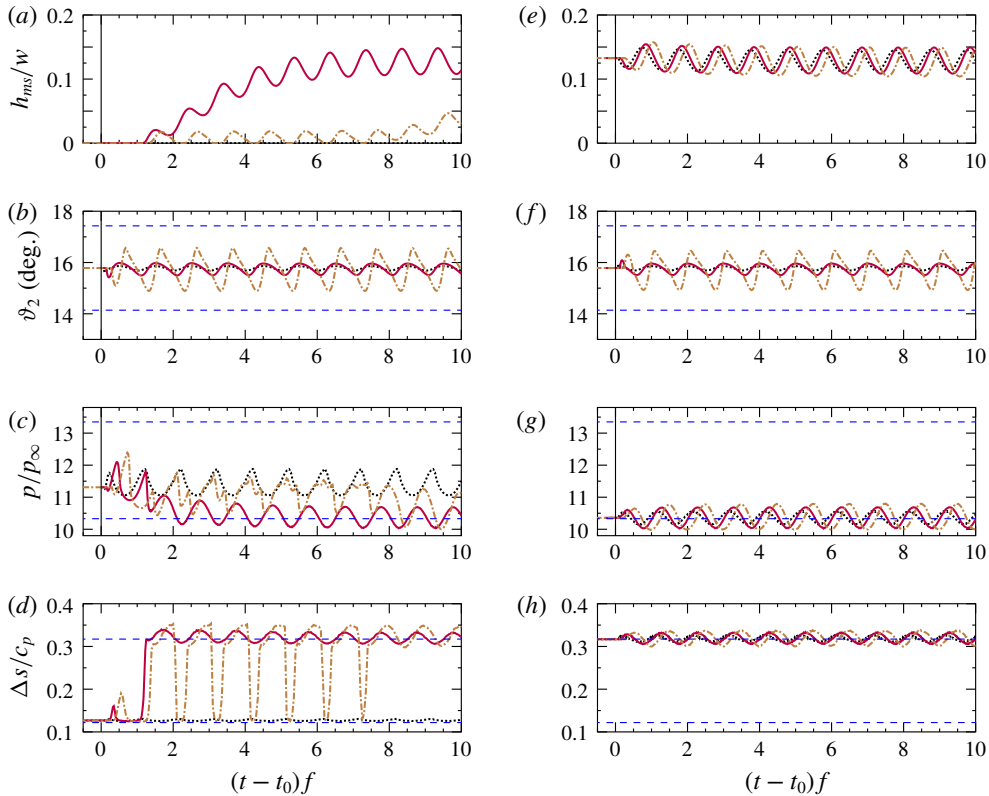 (a)
0.2
0.1
0
h_ms/w
0 2 4 6 8 10
(e)
0.2
0.1
0
0 2 4 6 8 10
(b)
18
16
14
ϑ_2 (deg.)
0 2 4 6 8 10
(f)
18
16
14
0 2 4 6 8 10
(c)
13
12
11
10
p/p_∞
0 2 4 6 8 10
(g)
13
12
11
10
0 2 4 6 8 10
(d)
0.4
0.3
0.2
0.1
Δs/c_p
0 2 4 6 8 10
(t − t_0)f
(h)
0.4
0.3
0.2
0.1
0 2 4 6 8 10
(t − t_0)f